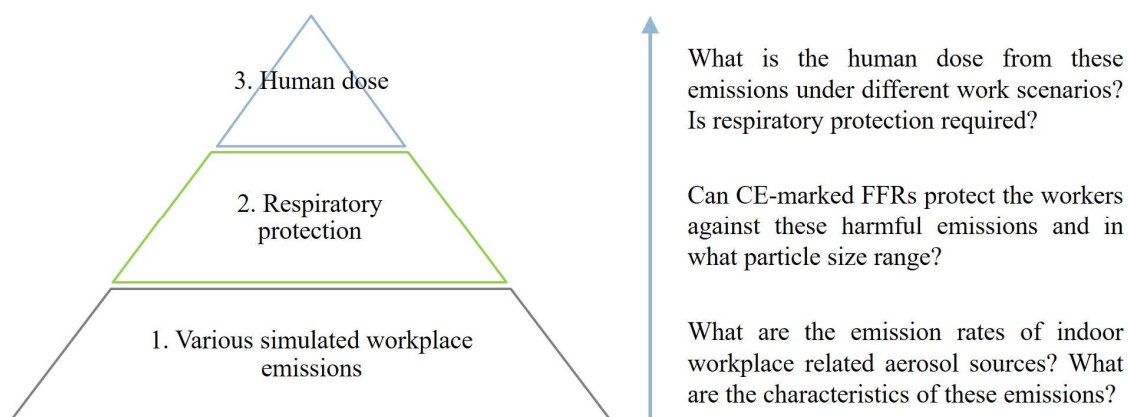 3. Human dose
What is the human dose from these
emissions under different work scenarios?
Is respiratory protection required?
2. Respiratory
protection
Can CE-marked FFRs protect the workers
against these harmful emissions and in
what particle size range?
1. Various simulated workplace
emissions
What are the emission rates of indoor
workplace related aerosol sources? What
are the characteristics of these emissions?